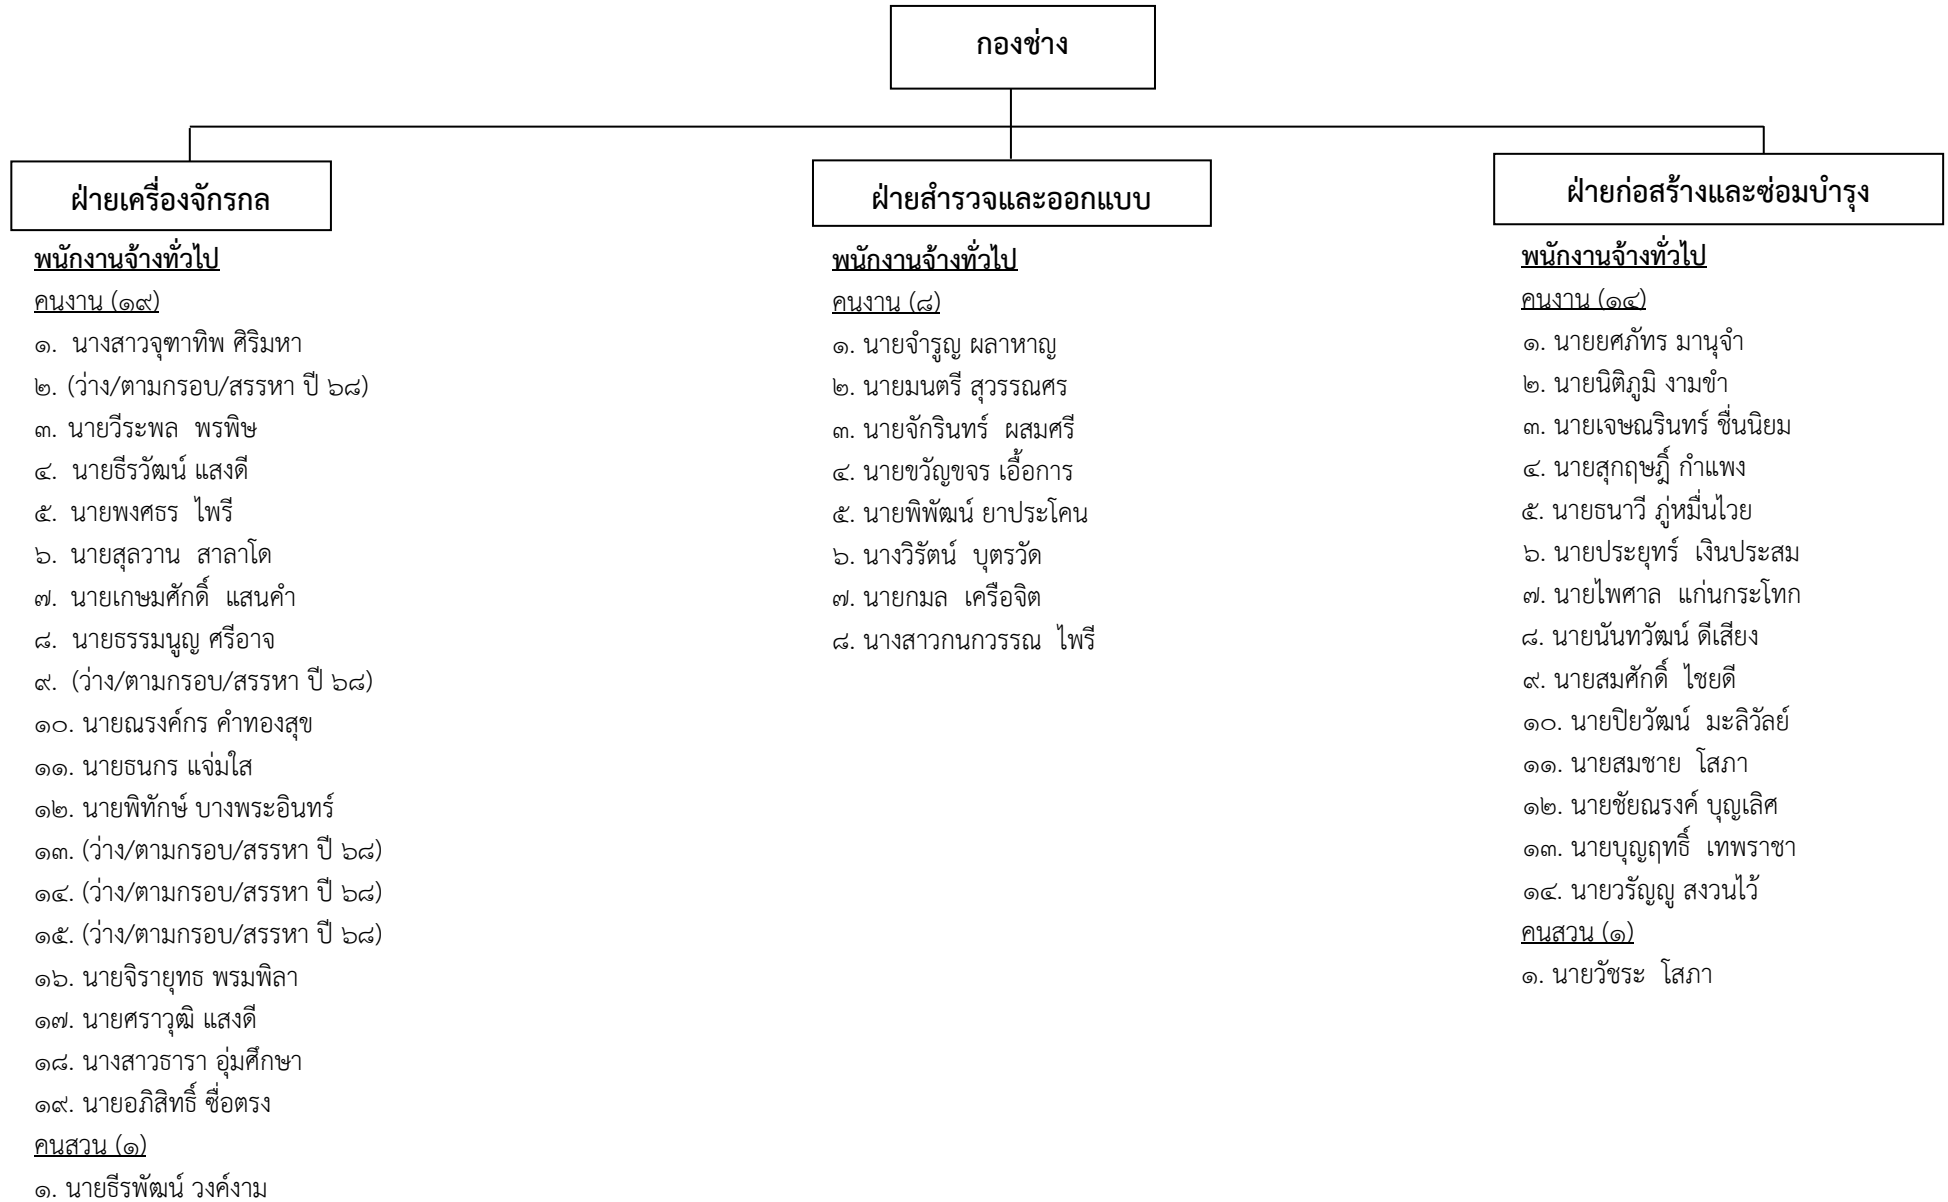 กองช่าง
ฝ่ายเครื่องจักรกล
พนักงานจ้างทั่วไป
คนงาน (๑๙)
๑. นางสาวจุฑาทิพ ศิริมหา
๒. (ว่าง/ตามกรอบ/สรรหา ปี ๖๘)
๓. นายวีระพล พรพิษ
๔. นายธีรวัฒน์ แสงดี
๕. นายพงศธร ไพรี
๖. นายสุลวาน สาลาโด
๗. นายเกษมศักดิ์ แสนคำ
๘. นายธรรมนูญ ศรีอาจ
๙. (ว่าง/ตามกรอบ/สรรหา ปี ๖๘)
๑๐. นายณรงค์กร คำทองสุข
๑๑. นายธนกร แจ่มใส
๑๒. นายพิทักษ์ บางพระอินทร์
๑๓. (ว่าง/ตามกรอบ/สรรหา ปี ๖๘)
๑๔. (ว่าง/ตามกรอบ/สรรหา ปี ๖๘)
๑๕. (ว่าง/ตามกรอบ/สรรหา ปี ๖๘)
๑๖. นายจิรายุทธ พรมพิลา
๑๗. นายศราวุฒิ แสงดี
๑๘. นางสาวธารา อุ่มศึกษา
๑๙. นายอภิสิทธิ์ ซื่อตรง
คนสวน (๑)
๑. นายธีรพัฒน์ วงค์งาม
ฝ่ายสำรวจและออกแบบ
พนักงานจ้างทั่วไป
คนงาน (๘)
๑. นายจำรูญ ผลาหาญ
๒. นายมนตรี สุวรรณศร
๓. นายจักรินทร์ ผสมศรี
๔. นายขวัญขจร เอื้อการ
๕. นายพิพัฒน์ ยาประโคน
๖. นางวิรัตน์ บุตรวัด
๗. นายกมล เครือจิต
๘. นางสาวกนกวรรณ ไพรี
ฝ่ายก่อสร้างและซ่อมบำรุง
พนักงานจ้างทั่วไป
คนงาน (๑๔)
๑. นายยศภัทร มานุจำ
๒. นายนิติภูมิ งามขำ
๓. นายเจษณรินทร์ ชื่นนิยม
๔. นายสุกฤษฎิ์ กำแพง
๕. นายธนาวี ภู่หมื่นไวย
๖. นายประยุทร์ เงินประสม
๗. นายไพศาล แก่นกระโทก
๘. นายนันทวัฒน์ ดีเสียง
๙. นายสมศักดิ์ ไชยดี
๑๐. นายปิยวัฒน์ มะลิวัลย์
๑๑. นายสมชาย โสภา
๑๒. นายชัยณรงค์ บุญเลิศ
๑๓. นายบุญฤทธิ์ เทพราชา
๑๔. นายวรัญญู สงวนไว้
คนสวน (๑)
๑. นายวัชระ โสภา